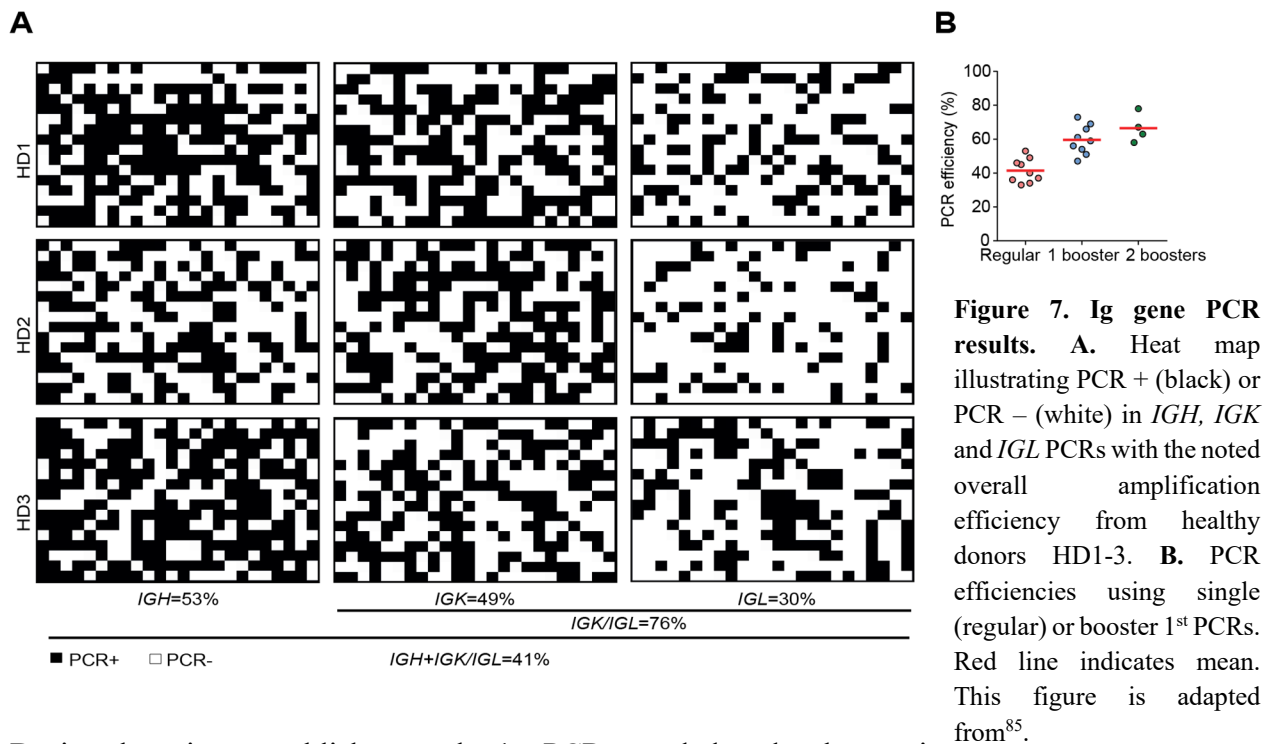 A
HD1
HD2
HD3
IGH=53%
IGK=49%
IGL=30%
IGK/IGL=76%
IGH+IGK/IGL=41%
PCR+ PCR-
B
PCR efficiency (%)
100
80
60
40
20
0
Regular 1 booster 2 boosters
Figure 7. Ig gene PCR
results. A. Heat map
illustrating PCR + (black) or
PCR – (white) in IGH, IGK
and IGL PCRs with the noted
overall amplification
efficiency from healthy
donors HD1-3. B. PCR
efficiencies using single
(regular) or booster 1st PCRs.
Red line indicates mean.
This figure is adapted
from85.